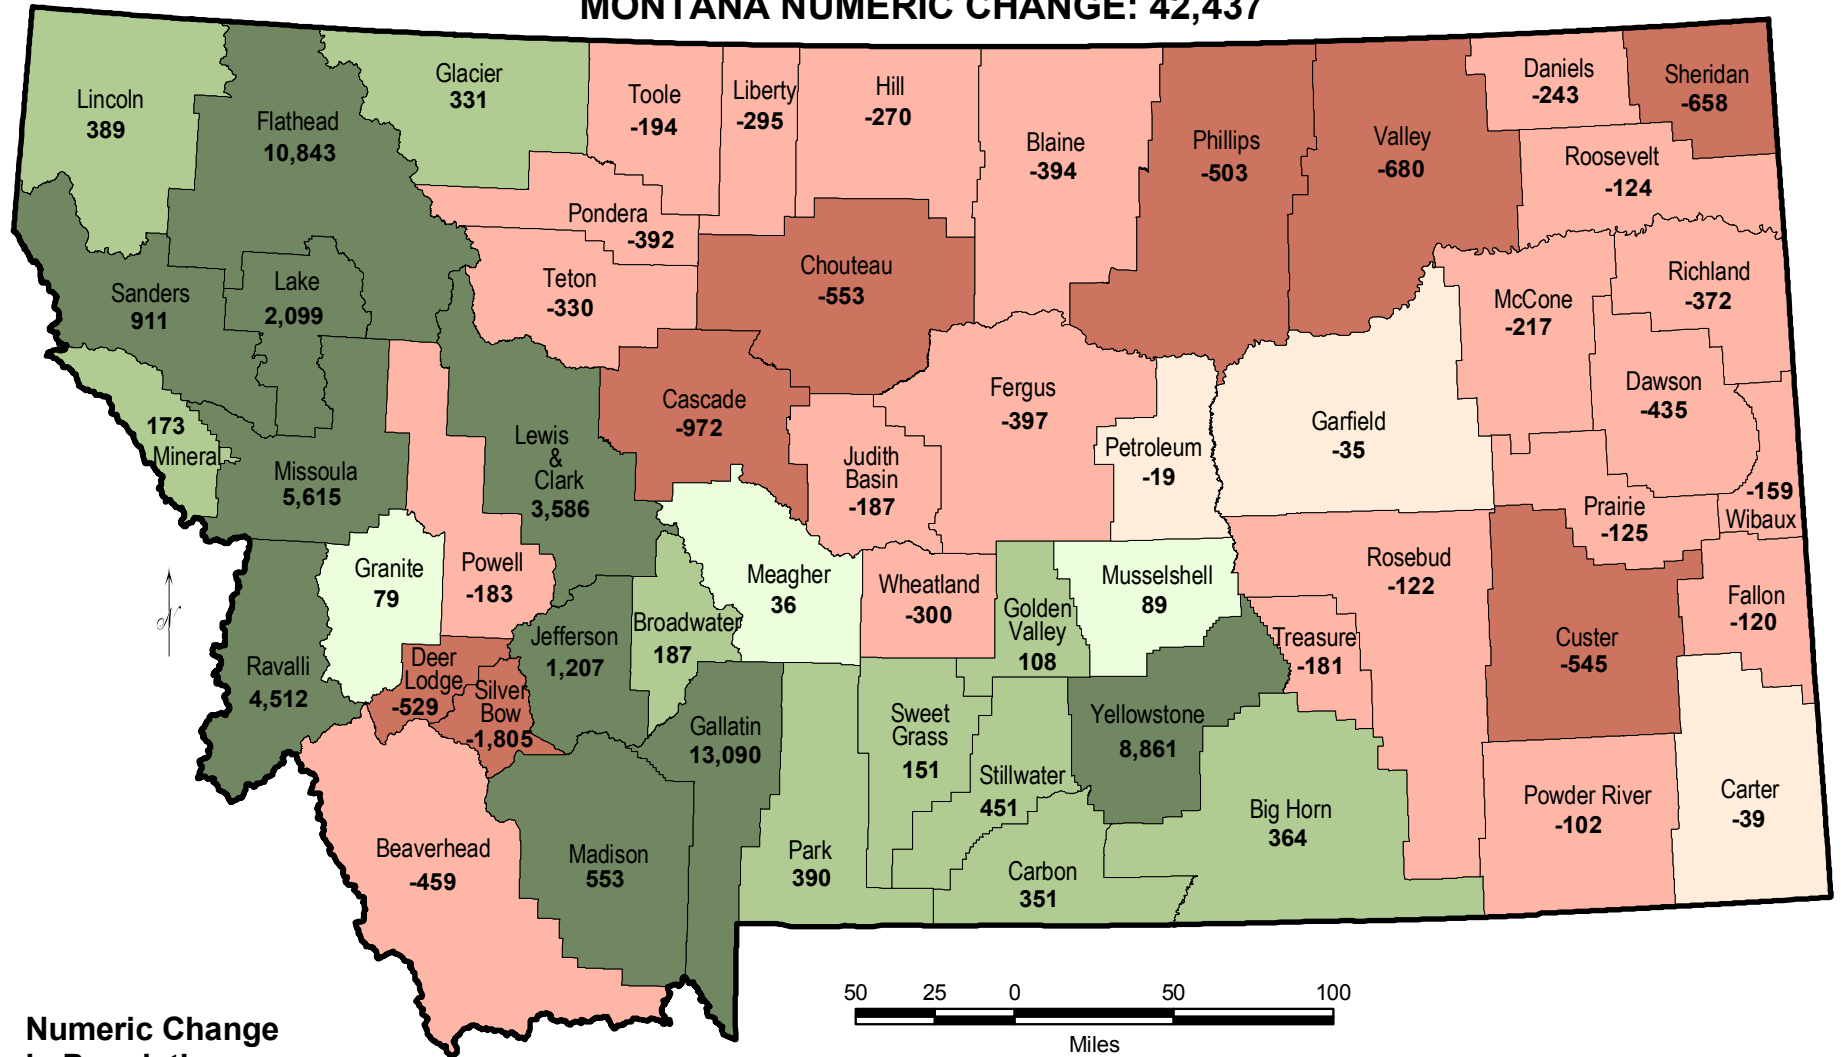 MONTANA NUMERIC CHANGE: 42,437
Lincoln
389
Flathead
10,843
Glacier
331
Toole
-194
Liberty
-295
Hill
-270
Blaine
-394
Phillips
-503
Valley
-680
Daniels
-243
Sheridan
-658
Roosevelt
-124
Pondera
-392
Teton
-330
Chouteau
-553
Sanders
911
Lake
2,099
McCone
-217
Richland
-372
Dawson
-435
Cascade
-972
Fergus
-397
Judith
Basin
-187
Petroleum
-19
Garfield
-35
173
Mineral
Missoula
5,615
Lewis
&
Clark
3,586
Prairie
-125
-159
Wibaux
Granite
79
Powell
-183
Meagher
36
Wheatland
-300
Golden
Valley
108
Musselshell
89
Rosebud
-122
Treasure
-181
Custer
-545
Fallon
-120
Ravalli
4,512
Deer
Lodge
-529
Silver
Bow
-1,805
Jefferson
1,207
Broadwater
187
Gallatin
13,090
Sweet
Grass
151
Stillwater
451
Yellowstone
8,861
Big Horn
364
Powder River
-102
Carter
-39
Beaverhead
-459
Madison
553
Park
390
Carbon
351
50 25 0 50 100
Miles
N
Numeric Change